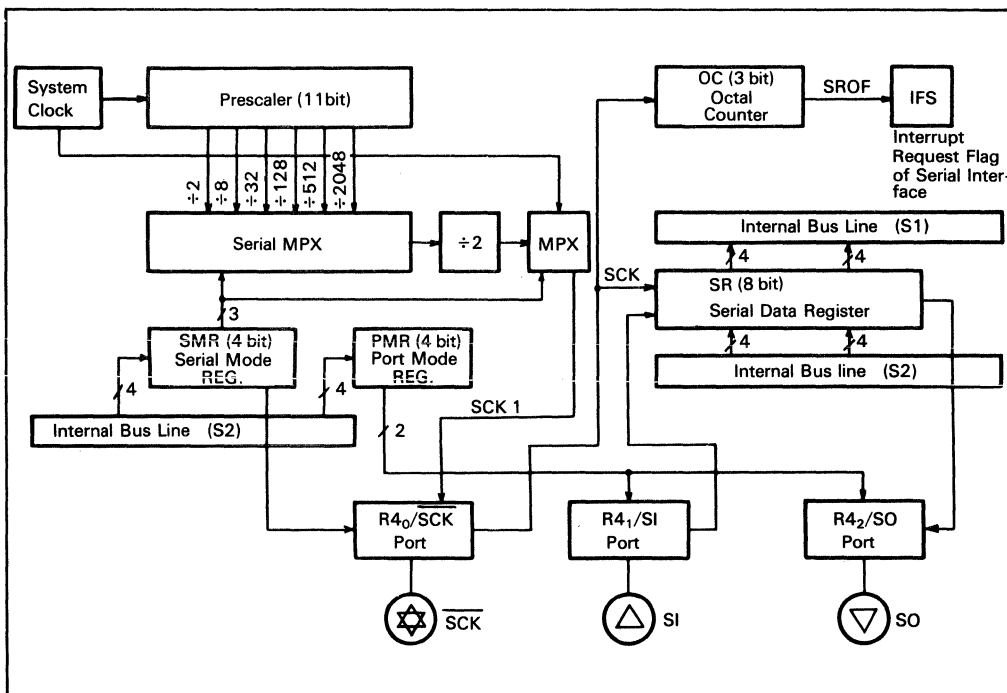 System
Clock
Prescaler (11bit)
OC (3 bit)
Octal
Counter
SROF
IFS
Interrupt
Request Flag
of Serial Inter-
face
÷2
÷8
÷32
÷128
÷512
÷2048
Serial MPX
÷2
MPX
Internal Bus Line (S1)
4
4
SCK
SR (8 bit)
Serial Data Register
3
4
4
SMR (4 bit)
Serial Mode
REG.
PMR (4 bit)
Port Mode
REG.
Internal Bus line (S2)
4
4
SCK 1
2
Internal Bus Line (S2)
R4₀/S̅C̅K̅
Port
R4₁/SI
Port
R4₂/SO
Port
S̅C̅K̅
SI
SO